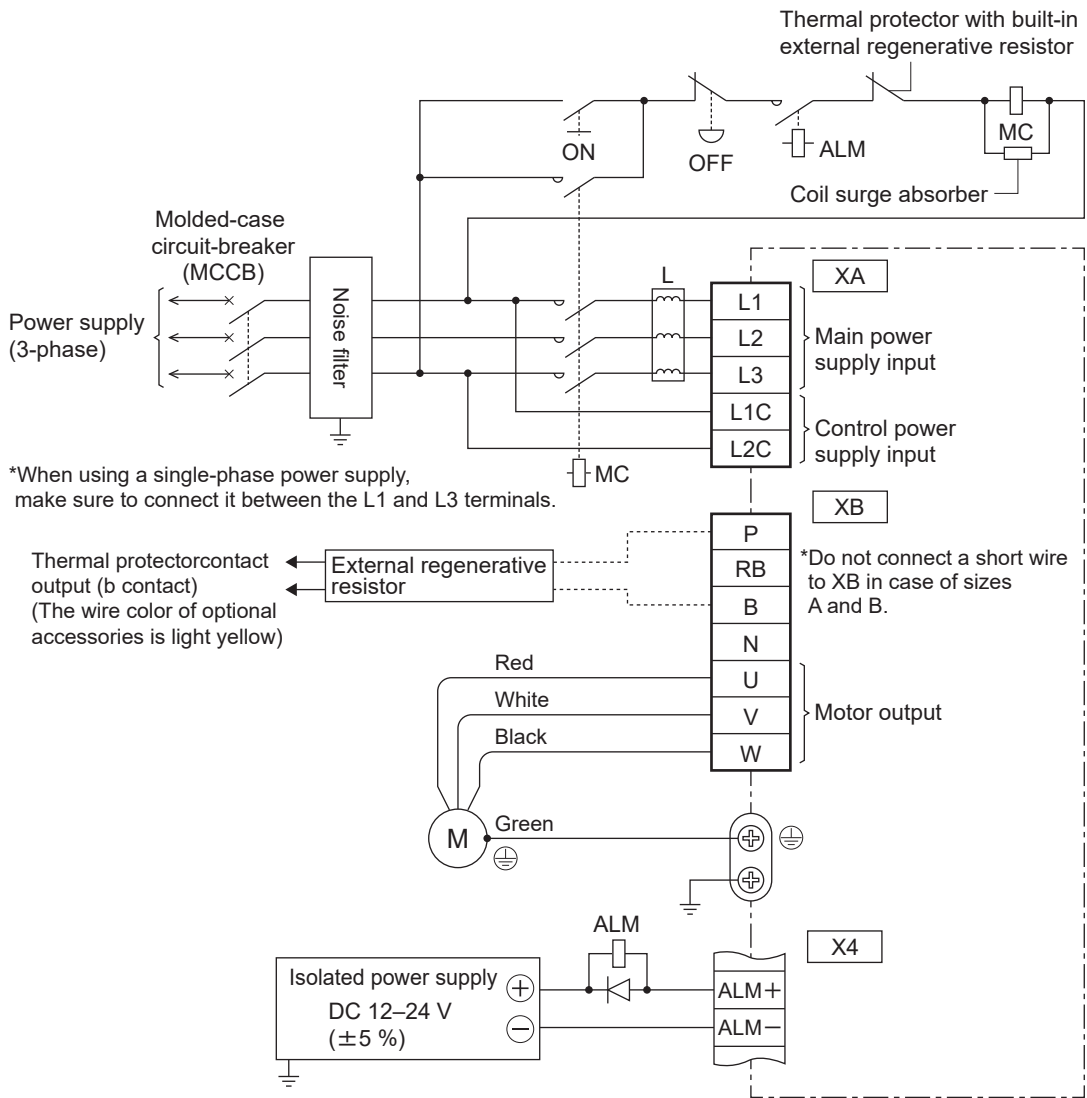 Thermal protector with built-in
external regenerative resistor
ON
OFF
ALM
MC
Coil surge absorber
Molded-case
circuit-breaker
(MCCB)
Power supply
(3-phase)
Noise filter
L
XA
L1
L2
L3
L1C
L2C
Main power
supply input
Control power
supply input
MC
*When using a single-phase power supply,
make sure to connect it between the L1 and L3 terminals.
XB
P
RB
B
N
U
V
W
*Do not connect a short wire
to XB in case of sizes
A and B.
Thermal protectorcontact
output (b contact)
(The wire color of optional
accessories is light yellow)
External regenerative
resistor
Red
White
Black
Motor output
M
Green
ALM
X4
Isolated power supply
DC 12–24 V
(±5 %)
+
−
ALM+
ALM−